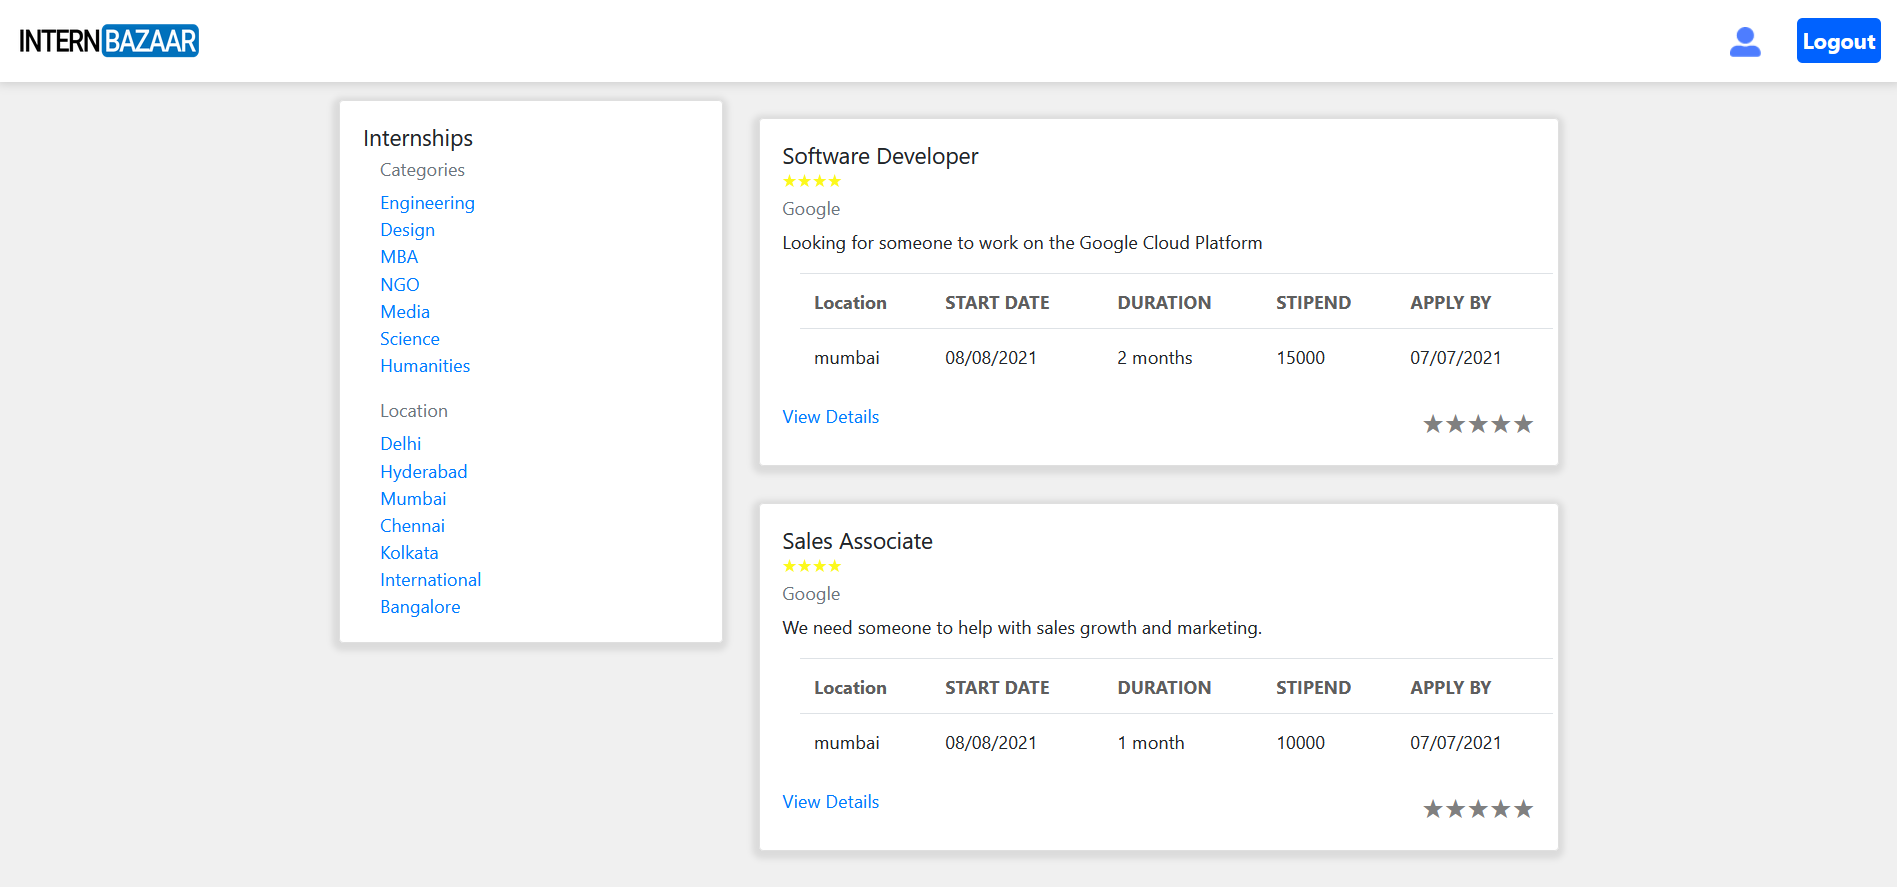 INTERN BAZAAR
Logout
Internships
Categories
Engineering
Design
MBA
NGO
Media
Science
Humanities
Location
Delhi
Hyderabad
Mumbai
Chennai
Kolkata
International
Bangalore
Software Developer
★★★★
Google
Looking for someone to work on the Google Cloud Platform
Location START DATE DURATION STIPEND APPLY BY
mumbai 08/08/2021 2 months 15000 07/07/2021
View Details ★★★★★
Sales Associate
★★★★
Google
We need someone to help with sales growth and marketing.
Location START DATE DURATION STIPEND APPLY BY
mumbai 08/08/2021 1 month 10000 07/07/2021
View Details ★★★★★